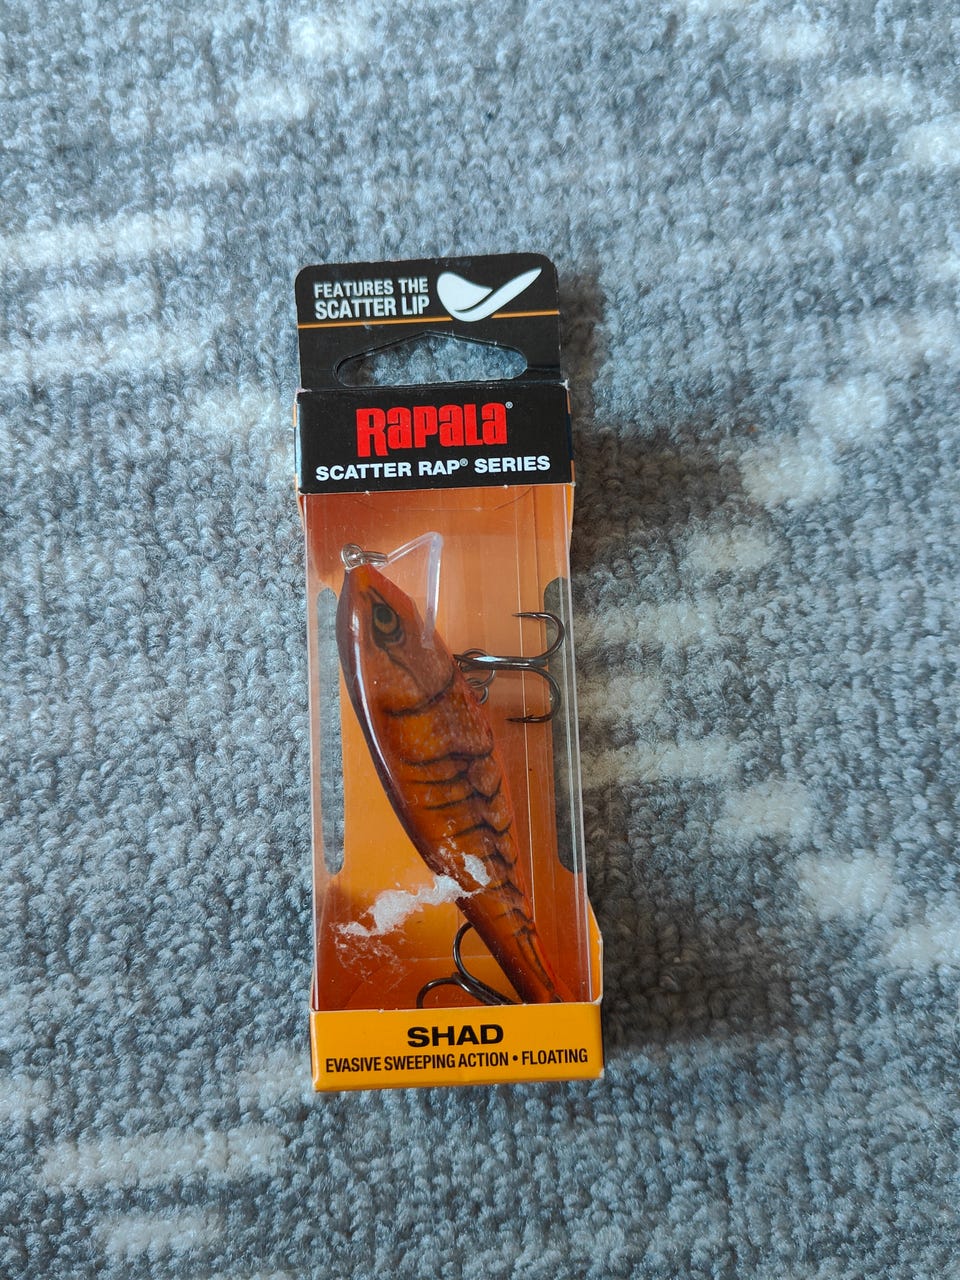 FEATURES THE
SCATTER LIP
RAPALA®
SCATTER RAP® SERIES
SHAD
EVASIVE SWEEPING ACTION • FLOATING